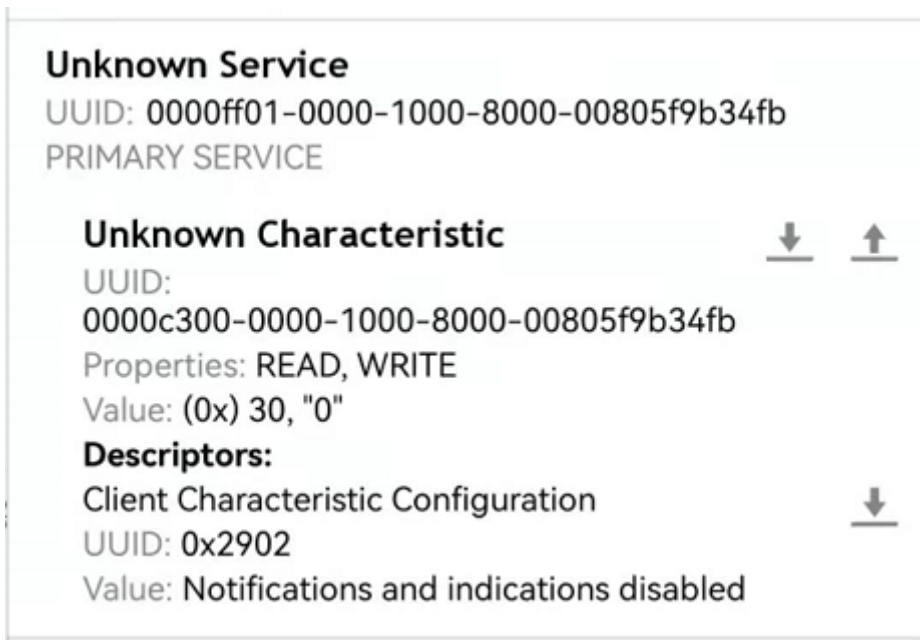 Unknown Service
UUID: 0000ff01-0000-1000-8000-00805f9b34fb
PRIMARY SERVICE
Unknown Characteristic
UUID:
0000c300-0000-1000-8000-00805f9b34fb
Properties: READ, WRITE
Value: (0x) 30, "0"
Descriptors:
Client Characteristic Configuration
UUID: 0x2902
Value: Notifications and indications disabled